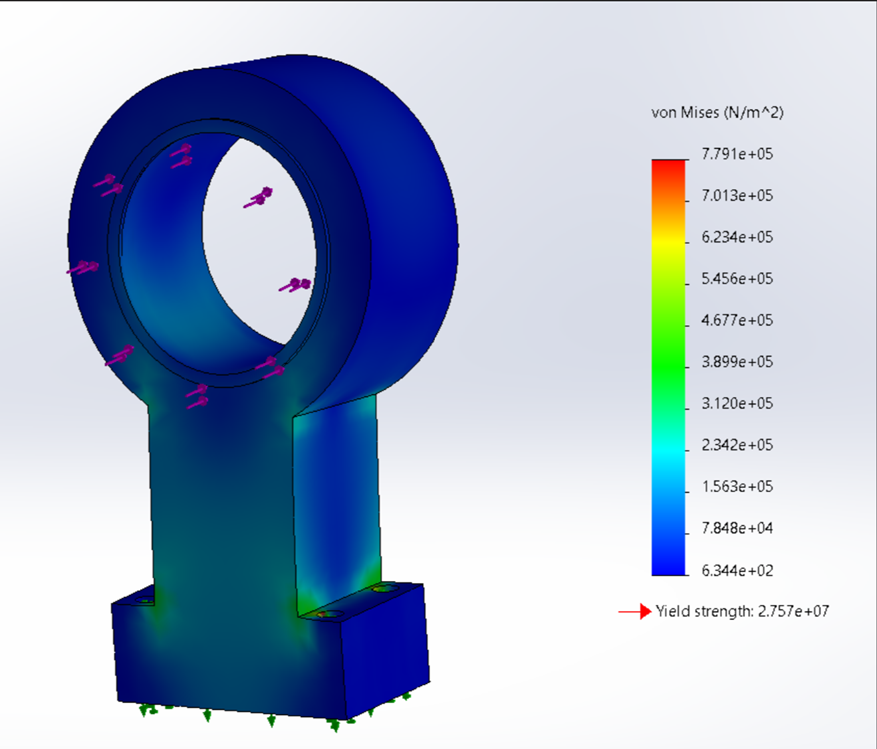 von Mises (N/m^2)
7.791e+05
7.013e+05
6.234e+05
5.456e+05
4.677e+05
3.899e+05
3.120e+05
2.342e+05
1.563e+05
7.848e+04
6.344e+02
Yield strength: 2.757e+07